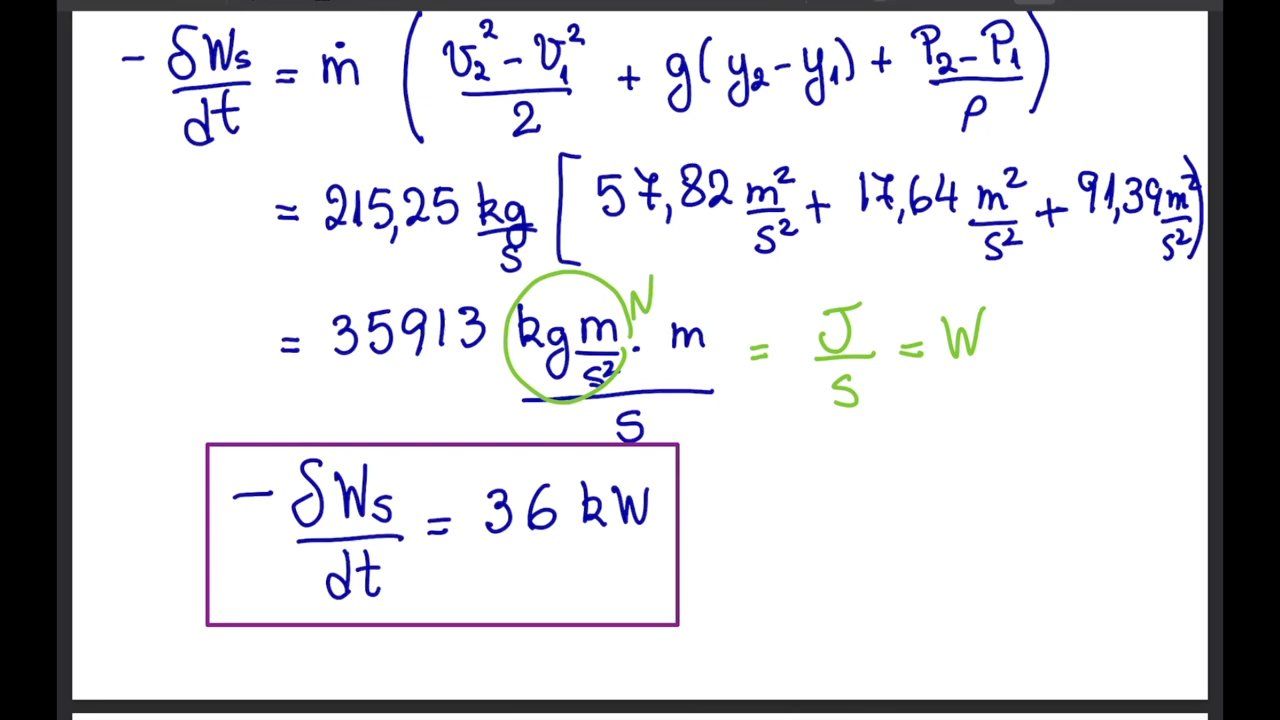 - δWs/dt = ṁ ( (v₂² - v₁²)/2 + g(y₂ - y₁) + (P₂ - P₁)/ρ )
= 215,25 kg/s [ 57,82 m²/s² + 17,64 m²/s² + 91,39 m²/s² )
= 35913 (kg m/s² · m)/s N = J/s = W
- δWs/dt = 36 kW